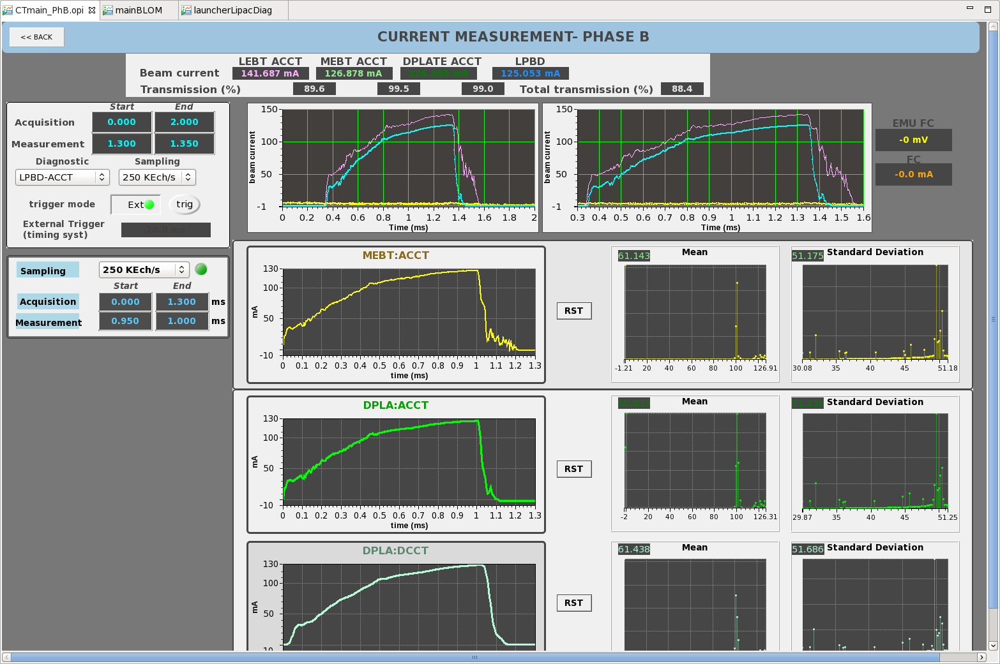 CTmain_PhB.opi mainBLOM launcherLipacDiag
<< BACK
CURRENT MEASUREMENT- PHASE B
LEBT ACCT MEBT ACCT DPLATE ACCT LPBD
Beam current 141.687 mA 126.878 mA 125.053 mA
Transmission (%) 89.6 99.5 99.0 Total transmission (%) 88.4
Start End
Acquisition 0.000 2.000
Measurement 1.300 1.350
Diagnostic Sampling
LPBD-ACCT 250 KEch/s
trigger mode Ext trig
External Trigger
(timing syst) 20.0 ms
Sampling 250 KEch/s
Start End
Acquisition 0.000 1.300 ms
Measurement 0.950 1.000 ms
beam current
150
100
50
-1
0 0.2 0.4 0.6 0.8 1 1.2 1.4 1.6 1.8 2
Time (ms)
beam current
150
100
50
-1
0.3 0.4 0.5 0.6 0.7 0.8 0.9 1 1.1 1.2 1.3 1.4 1.5 1.6
Time (ms)
EMU FC
-0 mV
FC
-0.0 mA
MEBT:ACCT
mA
130
100
50
-10
0 0.1 0.2 0.3 0.4 0.5 0.6 0.7 0.8 0.9 1 1.1 1.2 1.3
time (ms)
RST
61.143 Mean
-1.21 20 40 60 80 100 126.91
51.175 Standard Deviation
30.08 35 40 45 51.18
DPLA:ACCT
mA
130
100
50
-10
0 0.1 0.2 0.3 0.4 0.5 0.6 0.7 0.8 0.9 1 1.1 1.2 1.3
time (ms)
RST
Mean
-2 20 40 60 80 100 126.31
Standard Deviation
29.87 35 40 45 51.25
DPLA:DCCT
mA
130
100
50
RST
61.438 Mean
51.686 Standard Deviation